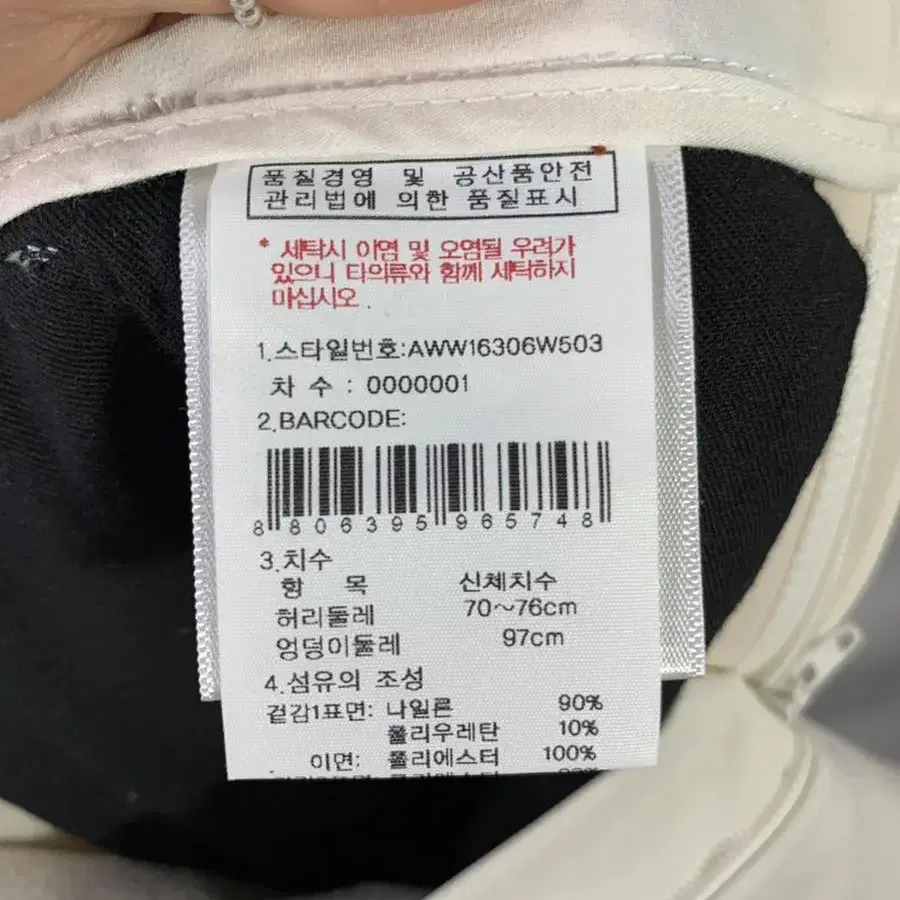 품질경영 및 공산품안전
관리법에 의한 품질표시
* 세탁시 이염 및 오염될 우려가
있으니 타의류와 함께 세탁하지
마십시오.
1.스타일번호:AWW16306W503
차 수 : 0000001
2.BARCODE:
8 806395 965748
3.치수
항 목 신체치수
허리둘레 70~76cm
엉덩이둘레 97cm
4.섬유의 조성
겉감1표면: 나일론 90%
폴리우레탄 10%
이면: 폴리에스터 100%
폴리에스터